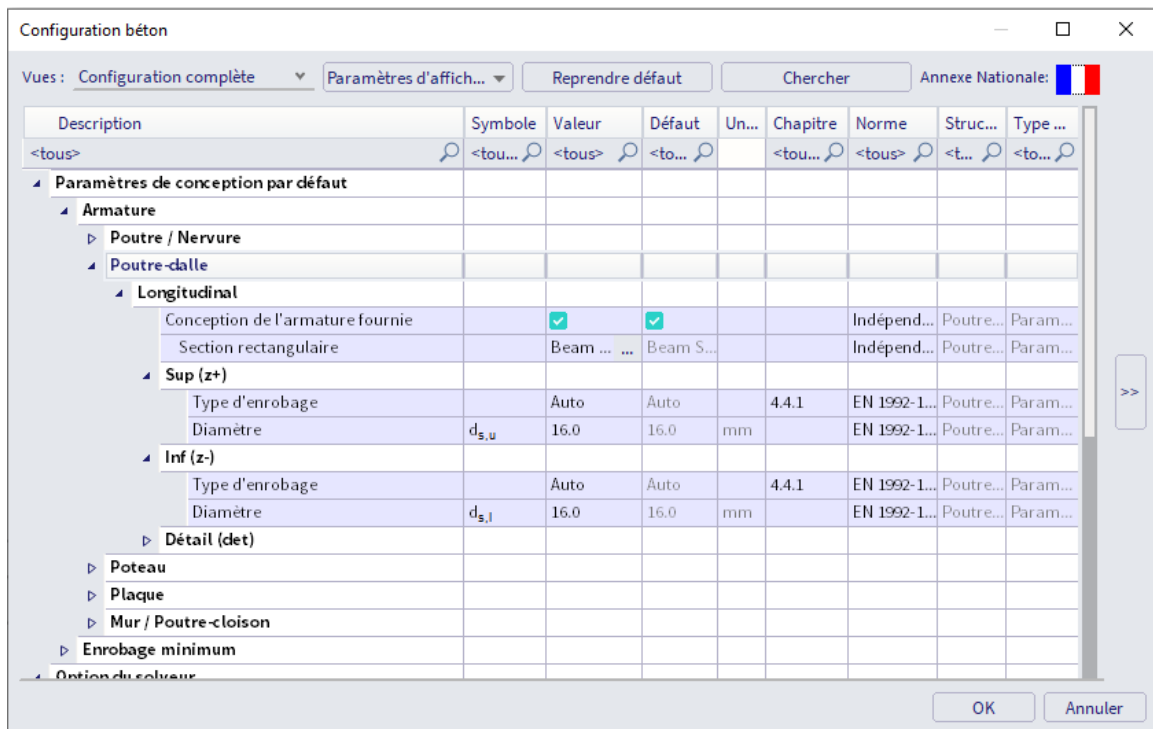 Configuration béton
Vues : Configuration complète Paramètres d'affich... Reprendre défaut Chercher Annexe Nationale:
Description Symbole Valeur Défaut Un... Chapitre Norme Struc... Type ...
<tous> <tou... <tous> <to... <tou... <tous> <t... <to...
Paramètres de conception par défaut
Armature
Poutre / Nervure
Poutre-dalle
Longitudinal
Conception de l'armature fournie Indépend... Poutre... Param...
Section rectangulaire Beam ... ... Beam S... Indépend... Poutre... Param...
Sup (z+)
Type d'enrobage Auto Auto 4.4.1 EN 1992-1... Poutre... Param...
Diamètre ds,u 16.0 16.0 mm EN 1992-1... Poutre... Param...
Inf (z-)
Type d'enrobage Auto Auto 4.4.1 EN 1992-1... Poutre... Param...
Diamètre ds,l 16.0 16.0 mm EN 1992-1... Poutre... Param...
Détail (det)
Poteau
Plaque
Mur / Poutre-cloison
Enrobage minimum
Option du solveur
>>
OK Annuler